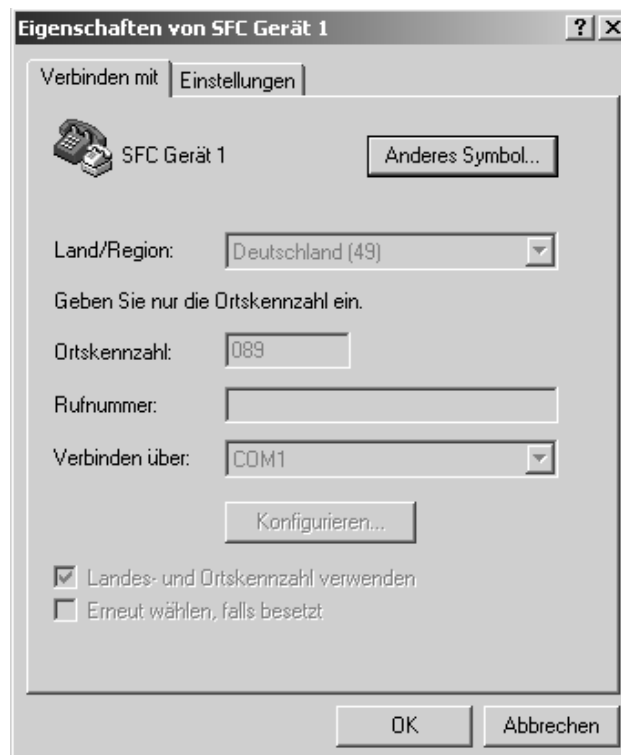 Eigenschaften von SFC Gerät 1
Verbinden mit Einstellungen
SFC Gerät 1 Anderes Symbol...
Land/Region: Deutschland (49)
Geben Sie nur die Ortskennzahl ein.
Ortskennzahl: 089
Rufnummer:
Verbinden über: COM1
Konfigurieren...
Landes- und Ortskennzahl verwenden
Erneut wählen, falls besetzt
OK Abbrechen